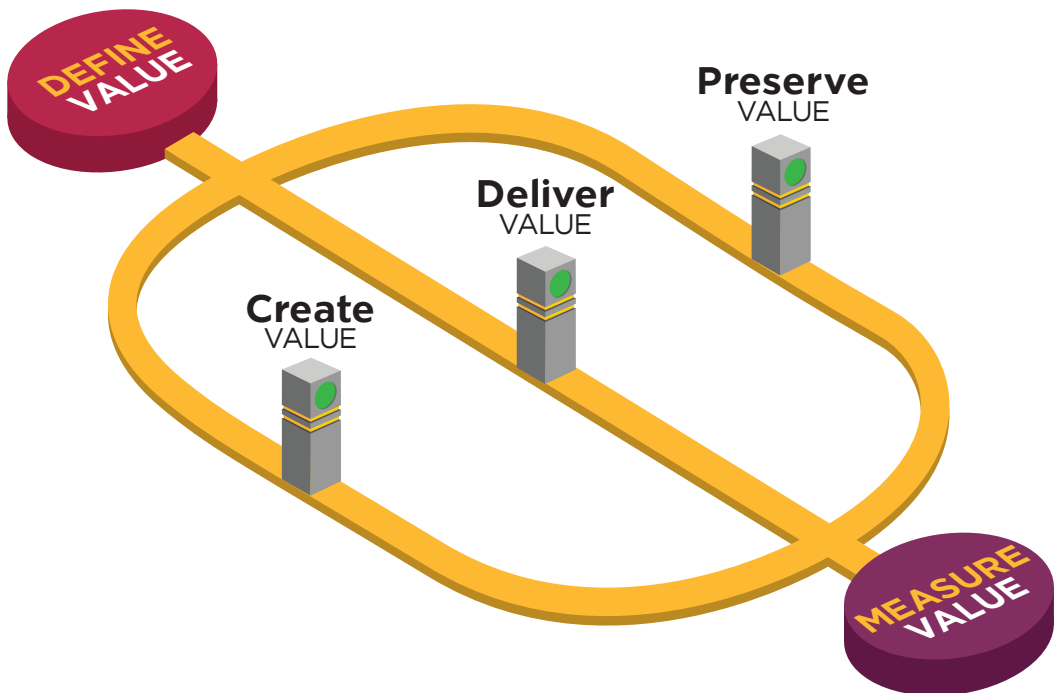 DEFINE
VALUE
Preserve
VALUE
Deliver
VALUE
Create
VALUE
MEASURE
VALUE